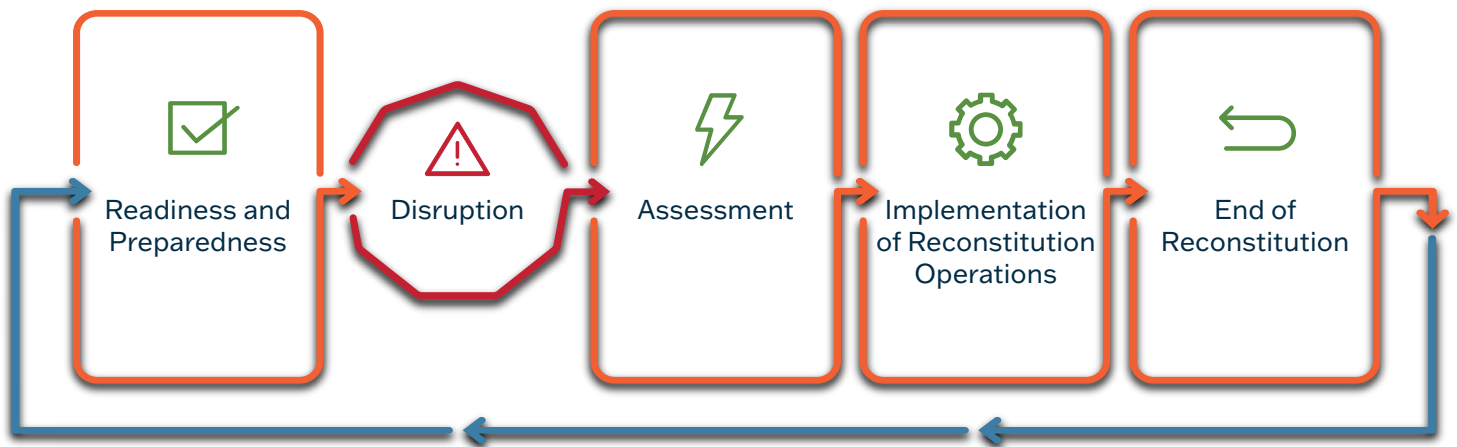 Readiness and
Preparedness
Disruption
Assessment
Implementation
of Reconstitution
Operations
End of
Reconstitution